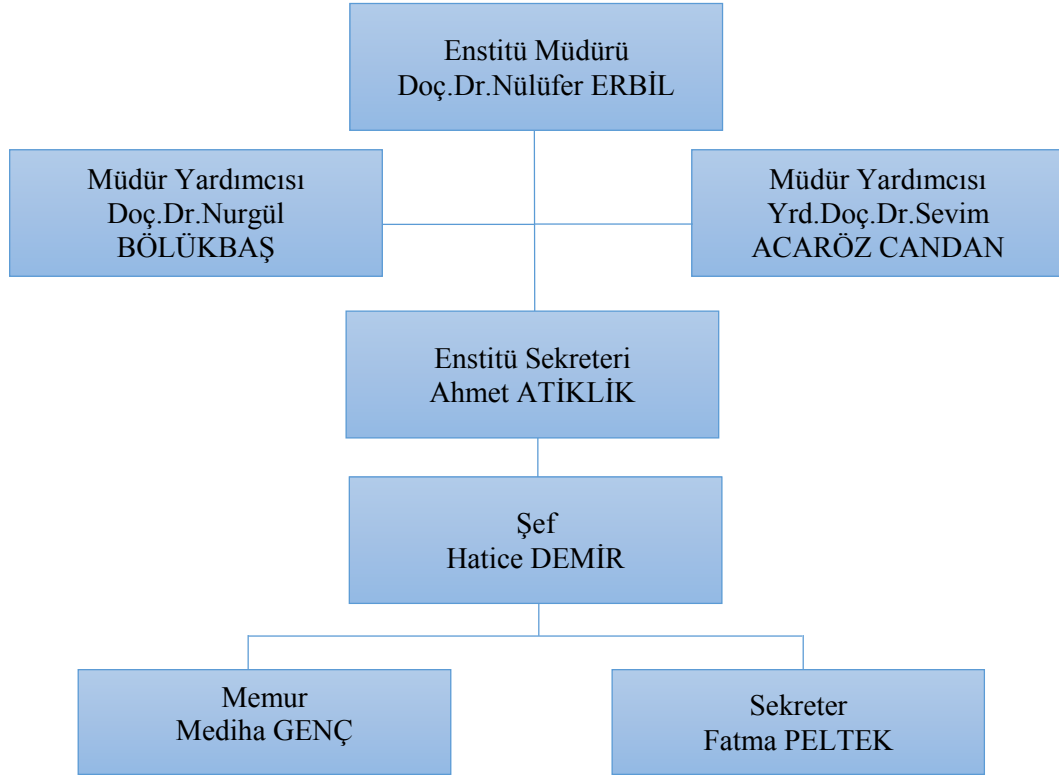 Enstitü Müdürü
Doç.Dr.Nülüfer ERBİL
Müdür Yardımcısı
Doç.Dr.Nurgül
BÖLÜKBAŞ
Müdür Yardımcısı
Yrd.Doç.Dr.Sevim
ACARÖZ CANDAN
Enstitü Sekreteri
Ahmet ATİKLİK
Şef
Hatice DEMİR
Memur
Mediha GENÇ
Sekreter
Fatma PELTEK